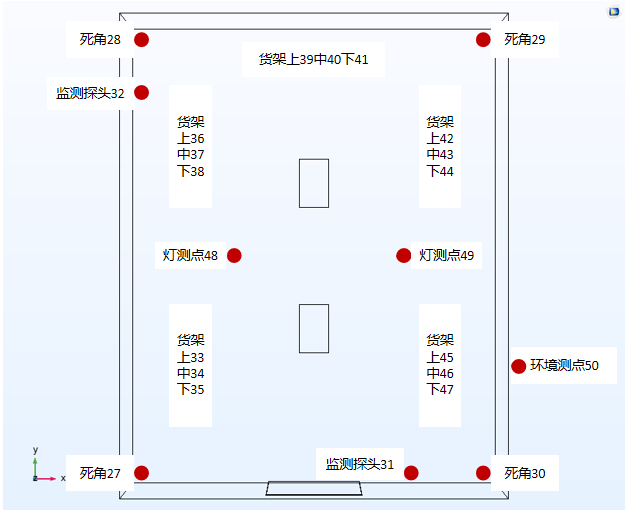 死角28
死角29
货架上39中40下41
监测探头32
货架
上36
中37
下38
货架
上42
中43
下44
灯测点48
灯测点49
货架
上33
中34
下35
货架
上45
中46
下47
环境测点50
y
z
x
死角27
监测探头31
死角30